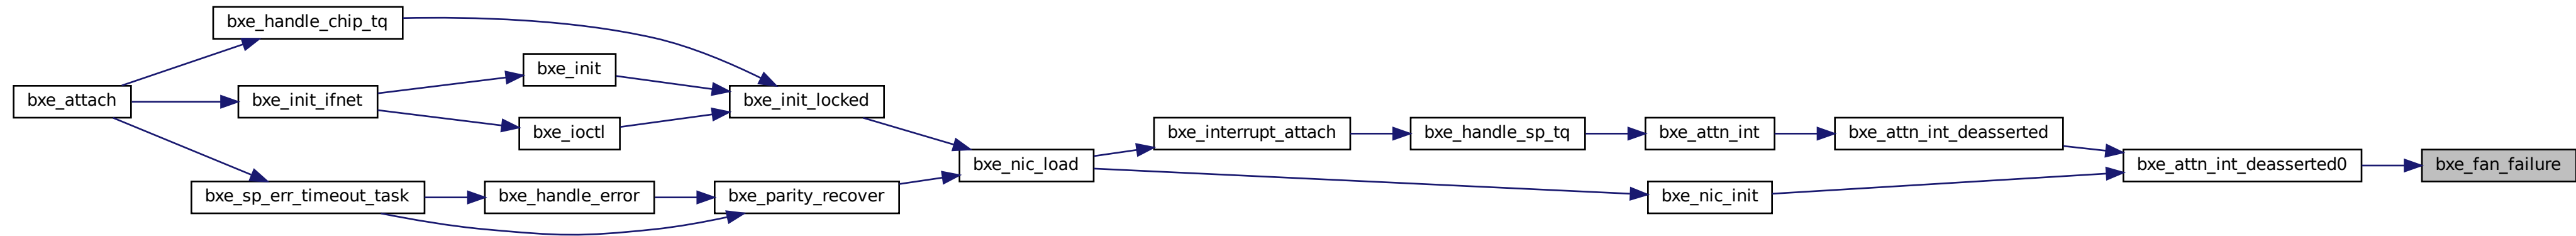 bxe_handle_chip_tq
bxe_init
bxe_attach
bxe_init_ifnet
bxe_init_locked
bxe_ioctl
bxe_interrupt_attach
bxe_handle_sp_tq
bxe_attn_int
bxe_attn_int_deasserted
bxe_nic_load
bxe_attn_int_deasserted0
bxe_fan_failure
bxe_sp_err_timeout_task
bxe_handle_error
bxe_parity_recover
bxe_nic_init